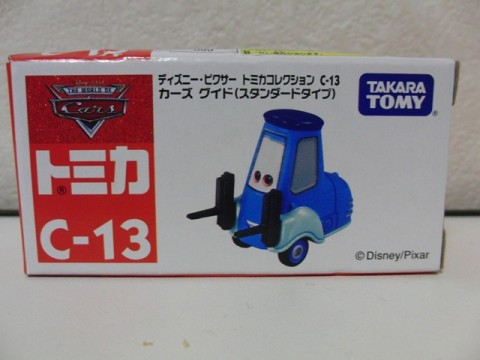 THE WORLD OF
Cars
トミカ
®
C-13
ディズニー・ピクサー トミカコレクション C-13
カーズ グイド(スタンダードタイプ)
TAKARA
TOMY
©Disney/Pixar